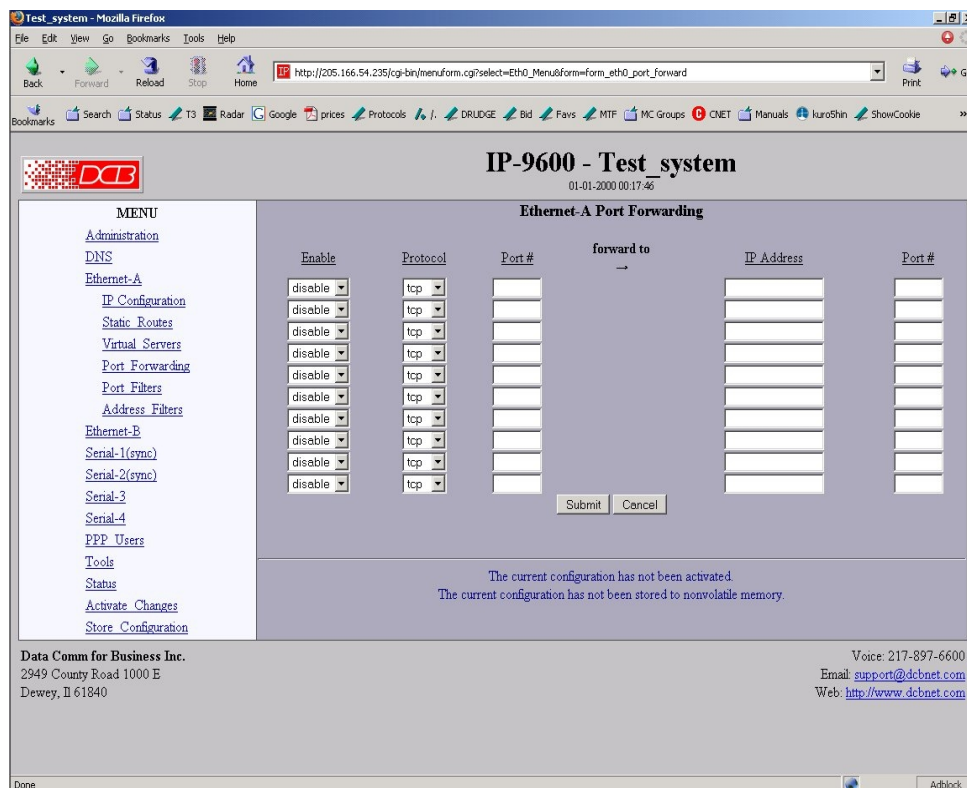 Test_system - Mozilla Firefox
File Edit View Go Bookmarks Tools Help
Back Forward Reload Stop Home
IP http://205.166.54.235/cgi-bin/menuform.cgi?select=Eth0_Menu&form=form_eth0_port_forward
Print G
Bookmarks Search Status T3 Radar Google prices Protocols /. DRUDGE Bid Favs MTF MC Groups CNET Manuals kuro5hin ShowCookie »
DCB
IP-9600 - Test_system
01-01-2000 00:17:46
MENU
Administration
DNS
Ethernet-A
IP Configuration
Static Routes
Virtual Servers
Port Forwarding
Port Filters
Address Filters
Ethernet-B
Serial-1(sync)
Serial-2(sync)
Serial-3
Serial-4
PPP Users
Tools
Status
Activate Changes
Store Configuration
Ethernet-A Port Forwarding
Enable Protocol Port # forward to → IP Address Port #
disable tcp
disable tcp
disable tcp
disable tcp
disable tcp
disable tcp
disable tcp
disable tcp
disable tcp
disable tcp
Submit Cancel
The current configuration has not been activated.
The current configuration has not been stored to nonvolatile memory.
Data Comm for Business Inc.
2949 County Road 1000 E
Dewey, Il 61840
Voice: 217-897-6600
Email: support@dcbnet.com
Web: http://www.dcbnet.com
Done Adblock